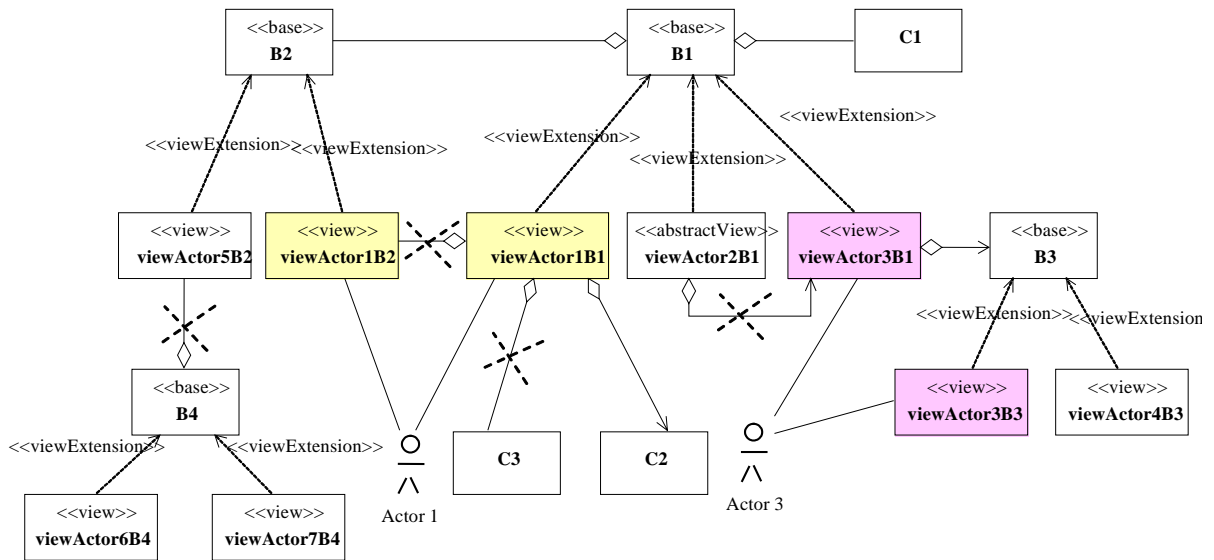 <<base>>
B2
<<base>>
B1
C1
<<viewExtension>>
<<viewExtension>>
<<viewExtension>>
<<viewExtension>>
<<viewExtension>>
<<view>>
viewActor5B2
<<view>>
viewActor1B2
<<view>>
viewActor1B1
<<abstractView>>
viewActor2B1
<<view>>
viewActor3B1
<<base>>
B3
<<viewExtension>>
<<viewExtension
<<base>>
B4
<<view>>
viewActor3B3
<<view>>
viewActor4B3
<<viewExtension>>
<<viewExtension>>
C3
C2
Actor 1
Actor 3
<<view>>
viewActor6B4
<<view>>
viewActor7B4